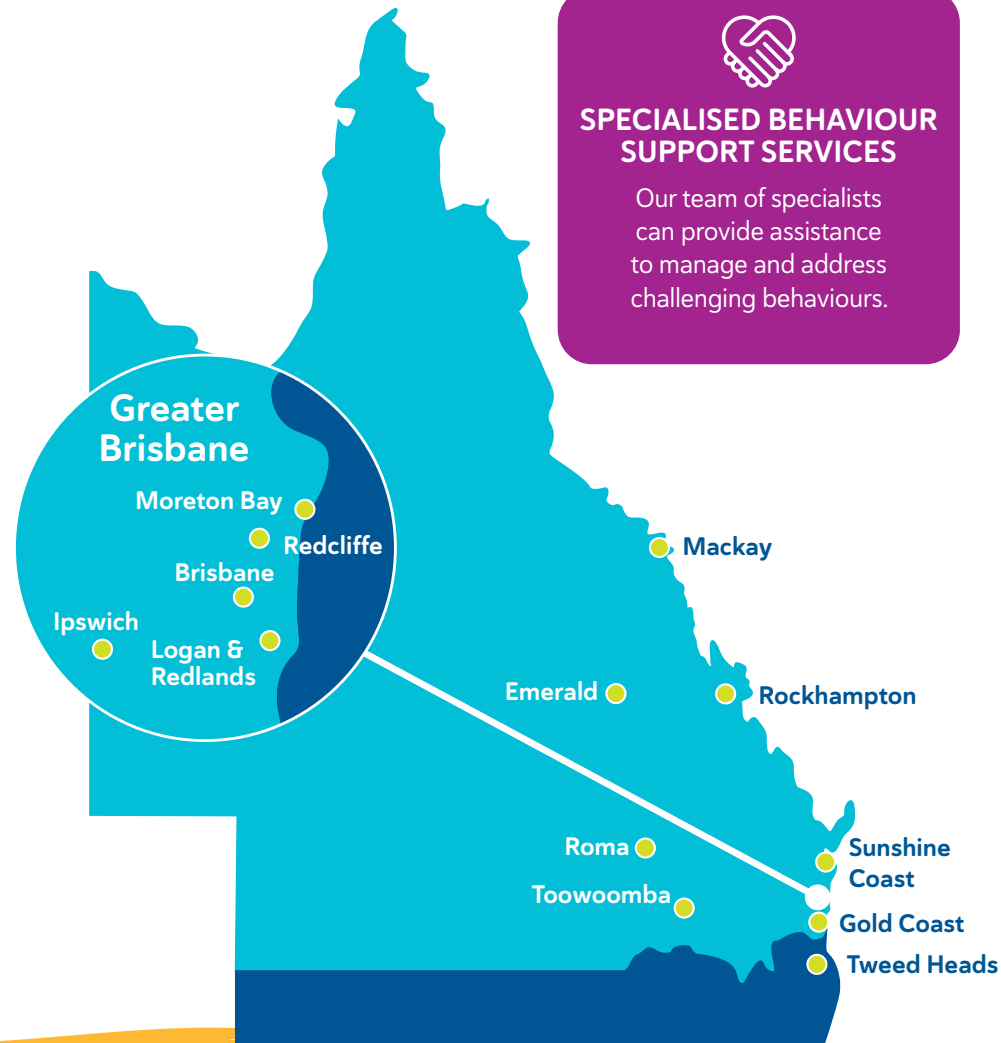 SPECIALISED BEHAVIOUR
SUPPORT SERVICES
Our team of specialists
can provide assistance
to manage and address
challenging behaviours.
Greater
Brisbane
Moreton Bay
Redcliffe
Brisbane
Ipswich
Logan &
Redlands
Mackay
Emerald
Rockhampton
Roma
Sunshine
Coast
Toowoomba
Gold Coast
Tweed Heads